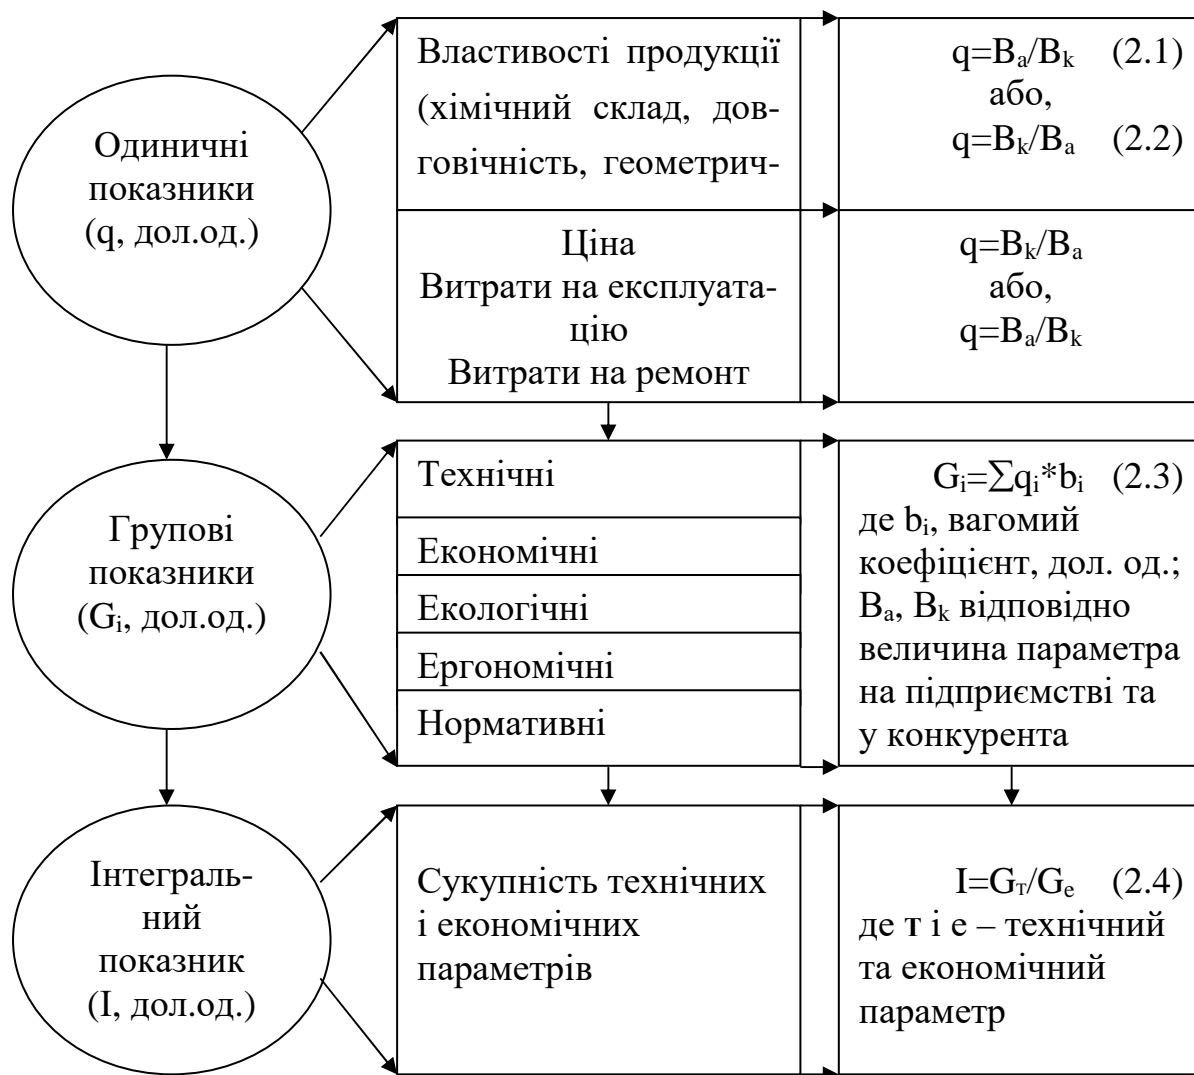 Одиничні
показники
(q, дол.од.)
Властивості продукції
(хімічний склад, дов-
говічність, геометрич-
q=Ba/Bk (2.1)
або,
q=Bk/Ba (2.2)
Ціна
Витрати на експлуата-
цію
Витрати на ремонт
q=Bk/Ba
або,
q=Ba/Bk
Групові
показники
(Gi, дол.од.)
Технічні
Економічні
Екологічні
Ергономічні
Нормативні
Gi=∑qi*bi (2.3)
де bi, вагомий
коефіцієнт, дол. од.;
Ba, Bk відповідно
величина параметра
на підприємстві та
у конкурента
Інтеграль-
ний
показник
(I, дол.од.)
Сукупність технічних
і економічних
параметрів
I=Gт/Ge (2.4)
де т і е – технічний
та економічний
параметр